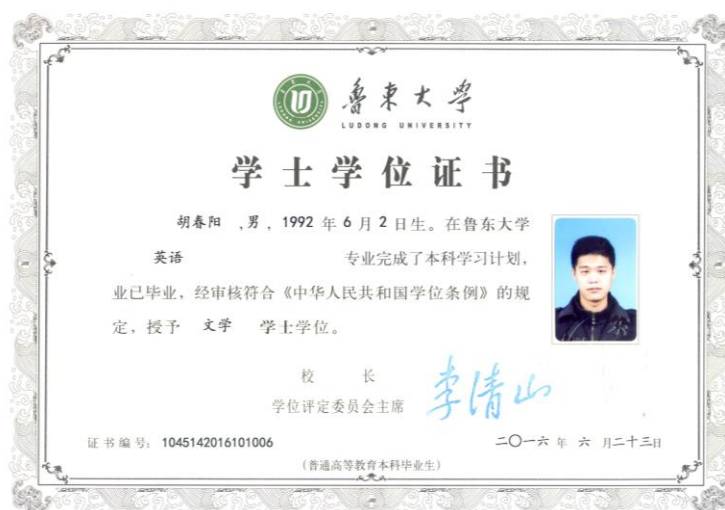 鲁东大学
LUDONG UNIVERSITY
学士学位证书
胡春阳 ,男, 1992 年 6 月 2 日生。在鲁东大学
英语 专业完成了本科学习计划,
业已毕业, 经审核符合《中华人民共和国学位条例》的规
定, 授予 文学 学士学位。
校 长
学位评定委员会主席 李清山
证书编号: 1045142016101006 二〇一六 年 六 月二十三日
(普通高等教育本科毕业生)